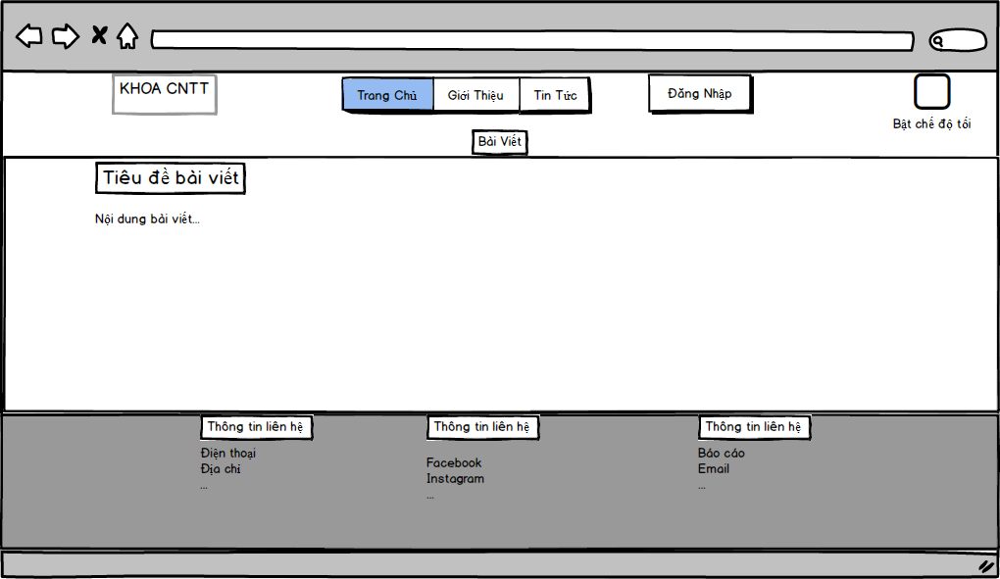 KHOA CNTT
Trang Chủ Giới Thiệu Tin Tức
Đăng Nhập
Bật chế độ tối
Bài Viết
Tiêu đề bài viết
Nội dung bài viết...
Thông tin liên hệ
Điện thoại
Địa chỉ
...
Thông tin liên hệ
Facebook
Instagram
...
Thông tin liên hệ
Báo cáo
Email
...